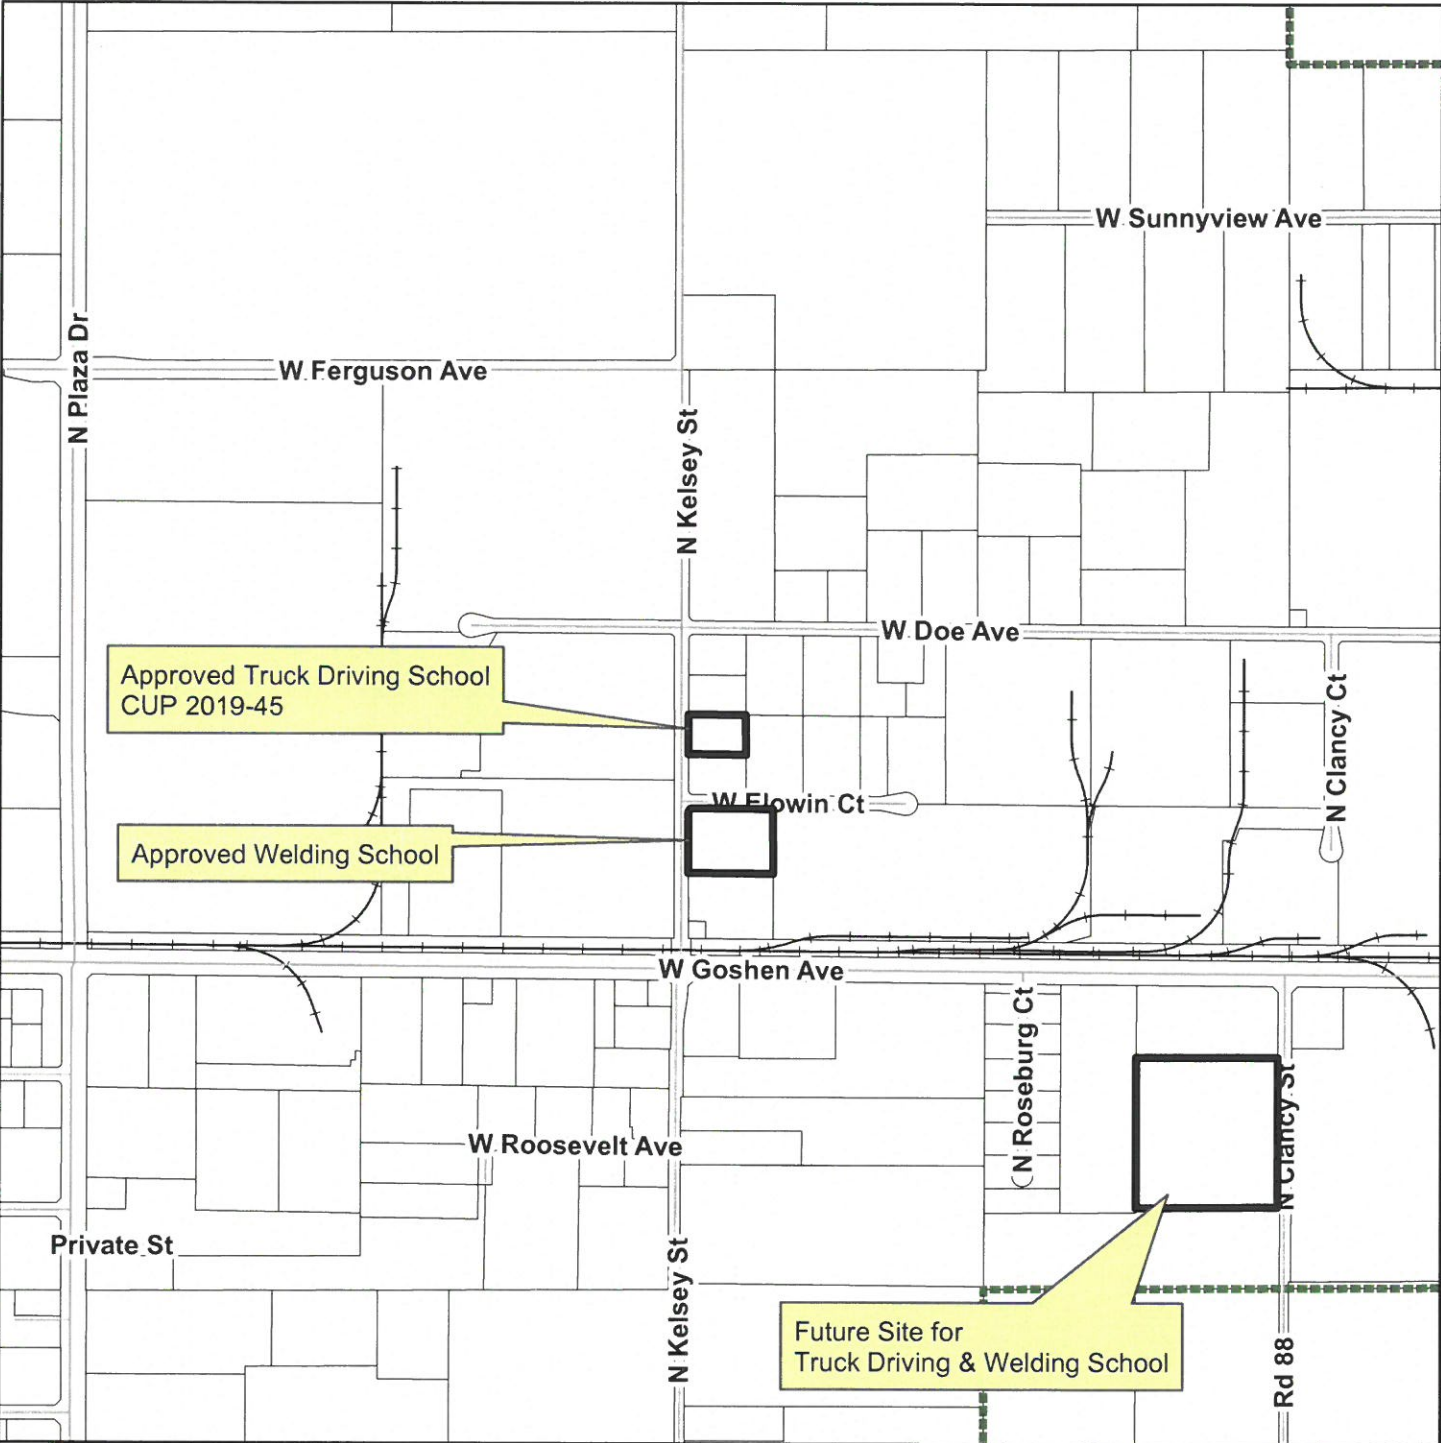 W Sunnyview Ave
N Plaza Dr
W Ferguson Ave
N Kelsey St
W Doe Ave
Approved Truck Driving School
CUP 2019-45
N Clancy Ct
W Elowin Ct
Approved Welding School
W Goshen Ave
N Roseburg Ct
N Clancy St
W Roosevelt Ave
Private St
N Kelsey St
Future Site for
Truck Driving & Welding School
Rd 88